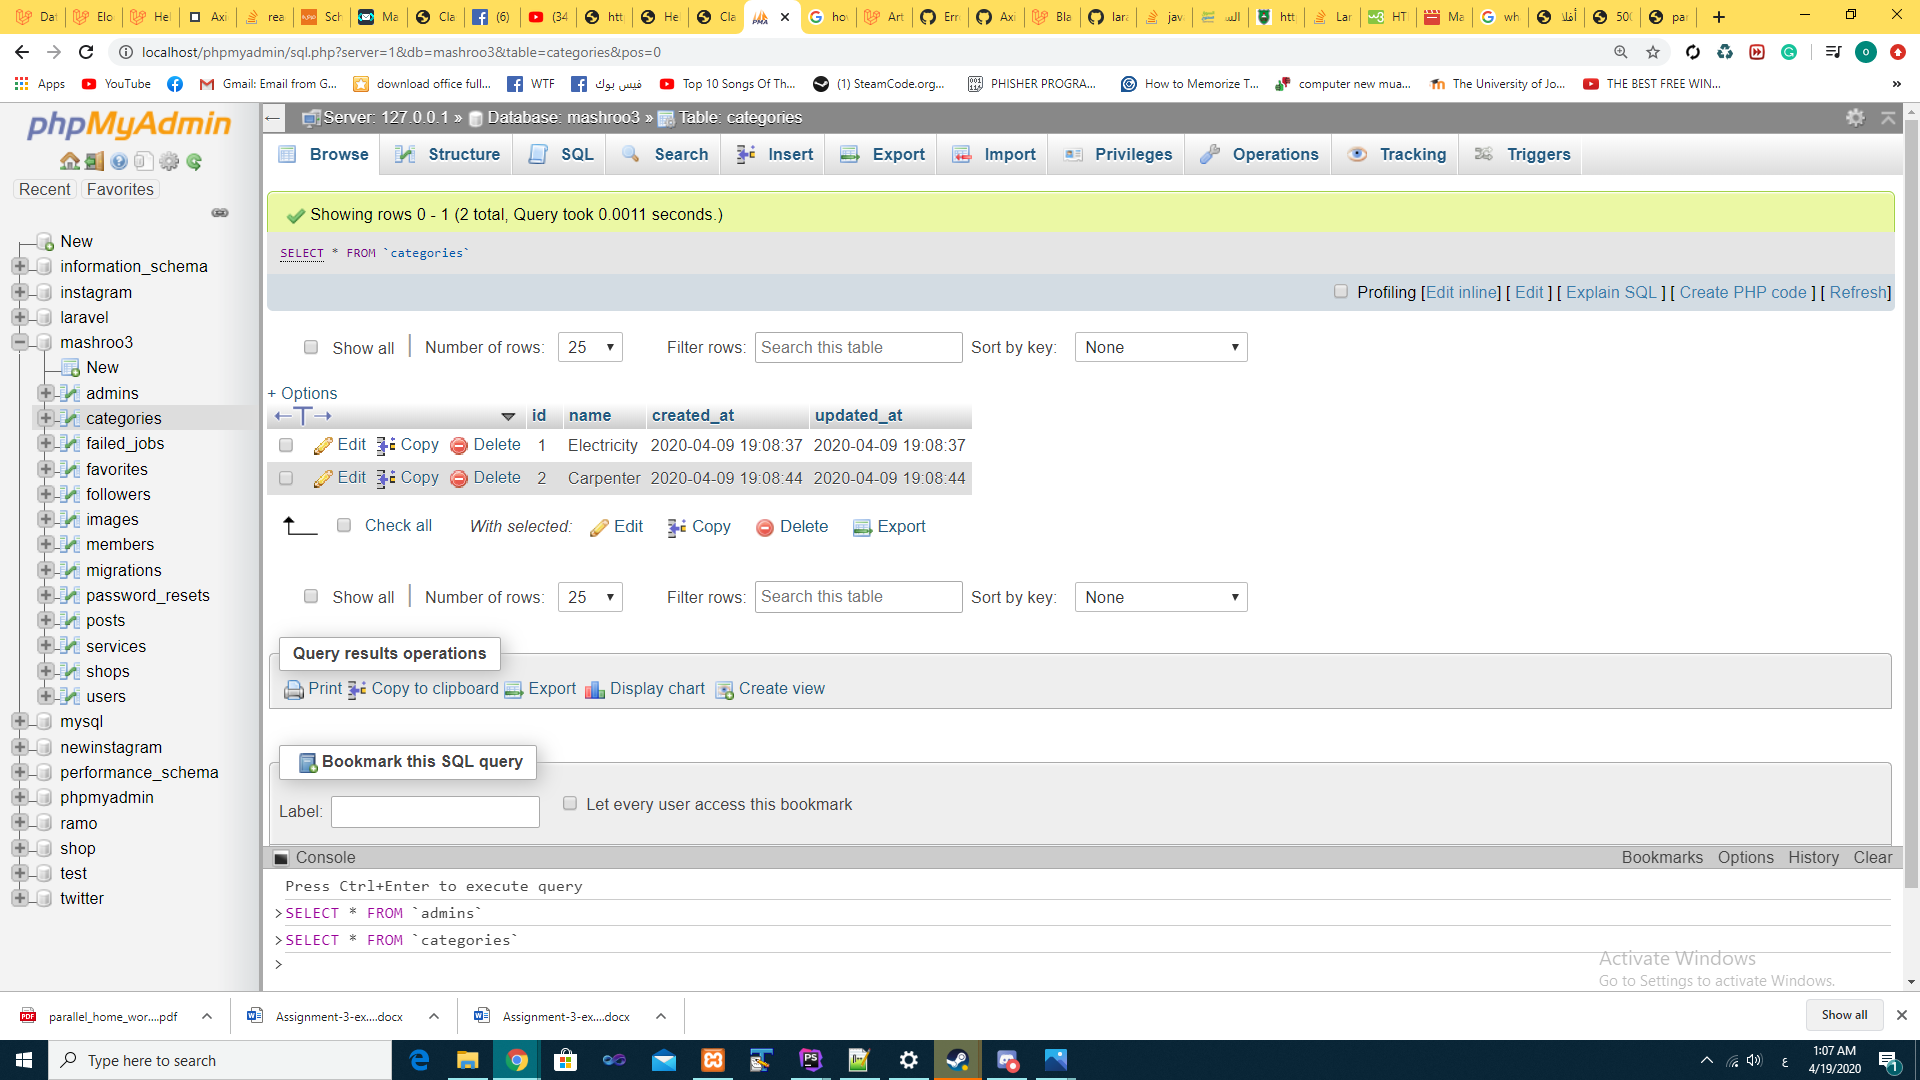 Da Elo Hel Axi rea Sch Ma Cla (6) (34 htt He Cla hov Art Erro Axi Bla lara java الس htt Lar HT Ma wh أفلا 500 par
localhost/phpmyadmin/sql.php?server=1&db=mashroo3&table=categories&pos=0
Apps YouTube Gmail: Email from G... download office full... WTF فيس بوك Top 10 Songs Of Th... (1) SteamCode.org... PHISHER PROGRA... How to Memorize T... computer new mua... The University of Jo... THE BEST FREE WIN... »
phpMyAdmin
Recent Favorites
New
information_schema
instagram
laravel
mashroo3
New
admins
categories
failed_jobs
favorites
followers
images
members
migrations
password_resets
posts
services
shops
users
mysql
newinstagram
performance_schema
phpmyadmin
ramo
shop
test
twitter
Server: 127.0.0.1 » Database: mashroo3 » Table: categories
Browse Structure SQL Search Insert Export Import Privileges Operations Tracking Triggers
Showing rows 0 - 1 (2 total, Query took 0.0011 seconds.)
SELECT * FROM `categories`
Profiling [Edit inline] [ Edit ] [ Explain SQL ] [ Create PHP code ] [ Refresh]
Show all Number of rows: 25 Filter rows: Search this table Sort by key: None
+ Options
id name created_at updated_at
Edit Copy Delete 1 Electricity 2020-04-09 19:08:37 2020-04-09 19:08:37
Edit Copy Delete 2 Carpenter 2020-04-09 19:08:44 2020-04-09 19:08:44
Check all With selected: Edit Copy Delete Export
Show all Number of rows: 25 Filter rows: Search this table Sort by key: None
Query results operations
Print Copy to clipboard Export Display chart Create view
Bookmark this SQL query
Label: Let every user access this bookmark
Console Bookmarks Options History Clear
Press Ctrl+Enter to execute query
>SELECT * FROM `admins`
>SELECT * FROM `categories`
>
Activate Windows
Go to Settings to activate Windows.
parallel_home_wor....pdf Assignment-3-ex....docx Assignment-3-ex....docx Show all
Type here to search ع 1:07 AM
4/19/2020 1